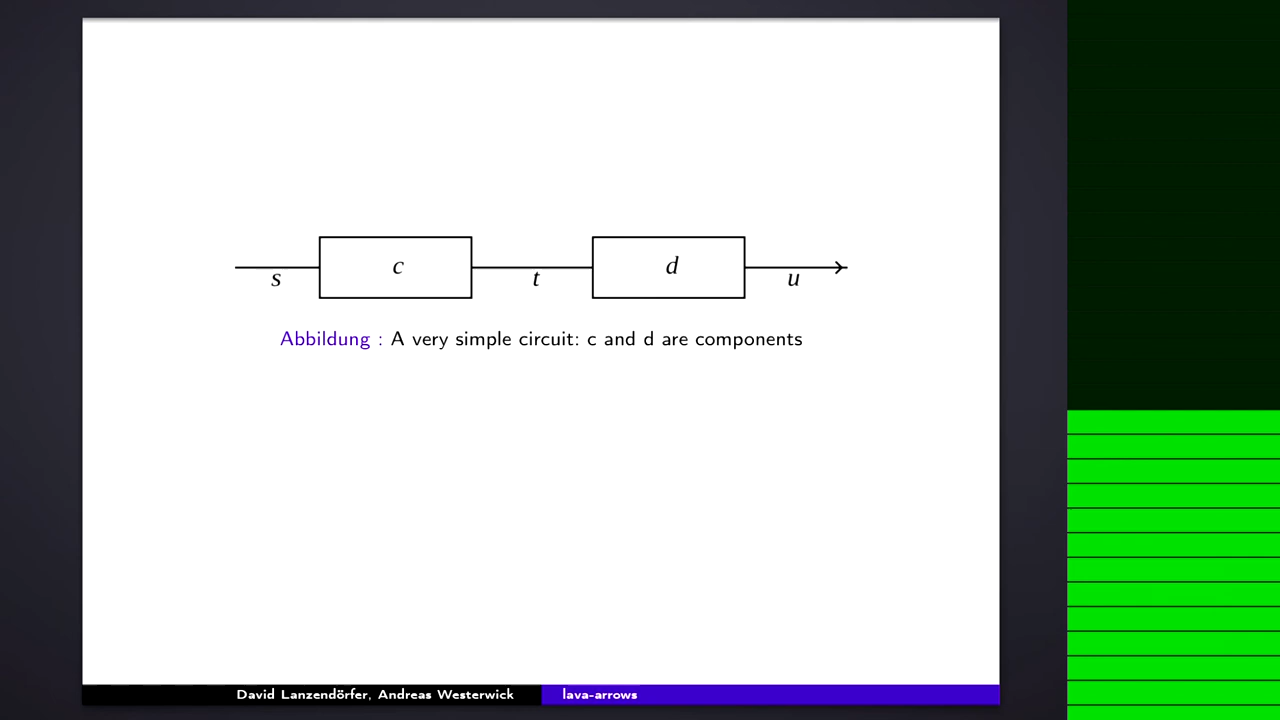 s c t d u
Abbildung : A very simple circuit: c and d are components
David Lanzendörfer, Andreas Westerwick lava-arrows